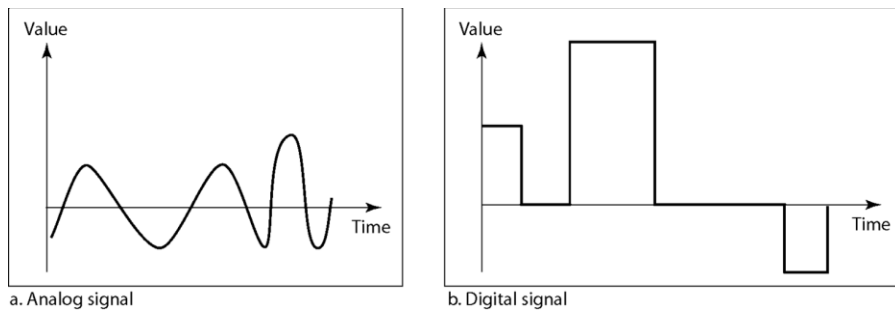 Value
Time
a. Analog signal
Value
Time
b. Digital signal